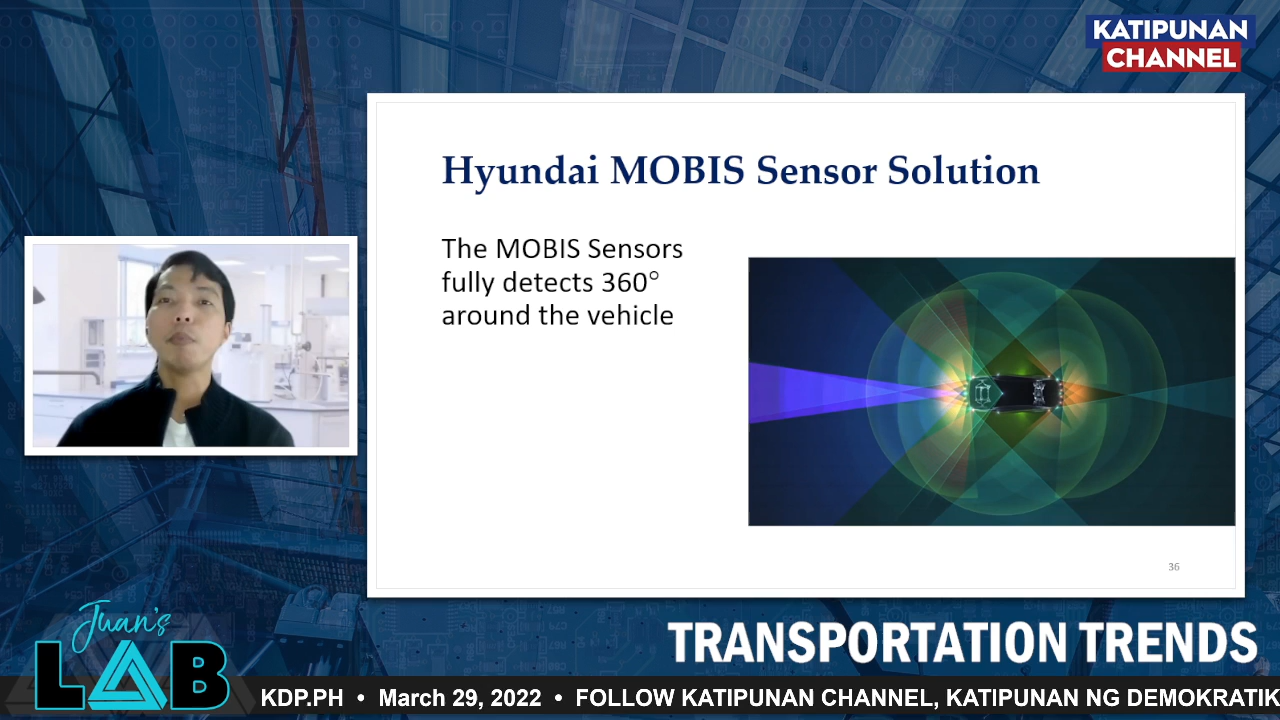 KATIPUNAN
CHANNEL
Hyundai MOBIS Sensor Solution
The MOBIS Sensors
fully detects 360°
around the vehicle
36
Juan's
LAB
TRANSPORTATION TRENDS
KDP.PH • March 29, 2022 • FOLLOW KATIPUNAN CHANNEL, KATIPUNAN NG DEMOKRATIK